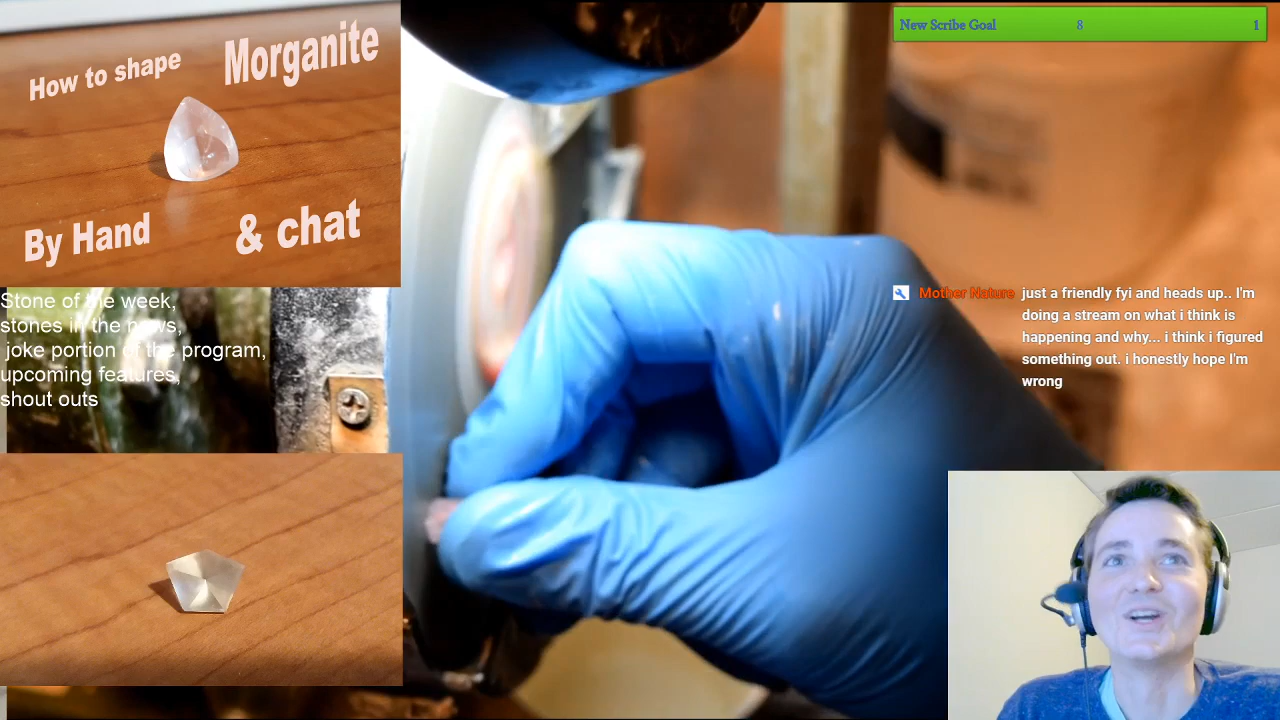 How to shape Morganite
By Hand & chat
Stone of the week,
stones in the news,
joke portion of the program,
upcoming features,
shout outs
New Scribe Goal 8 1
Mother Nature just a friendly fyi and heads up.. I'm
doing a stream on what i think is
happening and why... i think i figured
something out. i honestly hope I'm
wrong